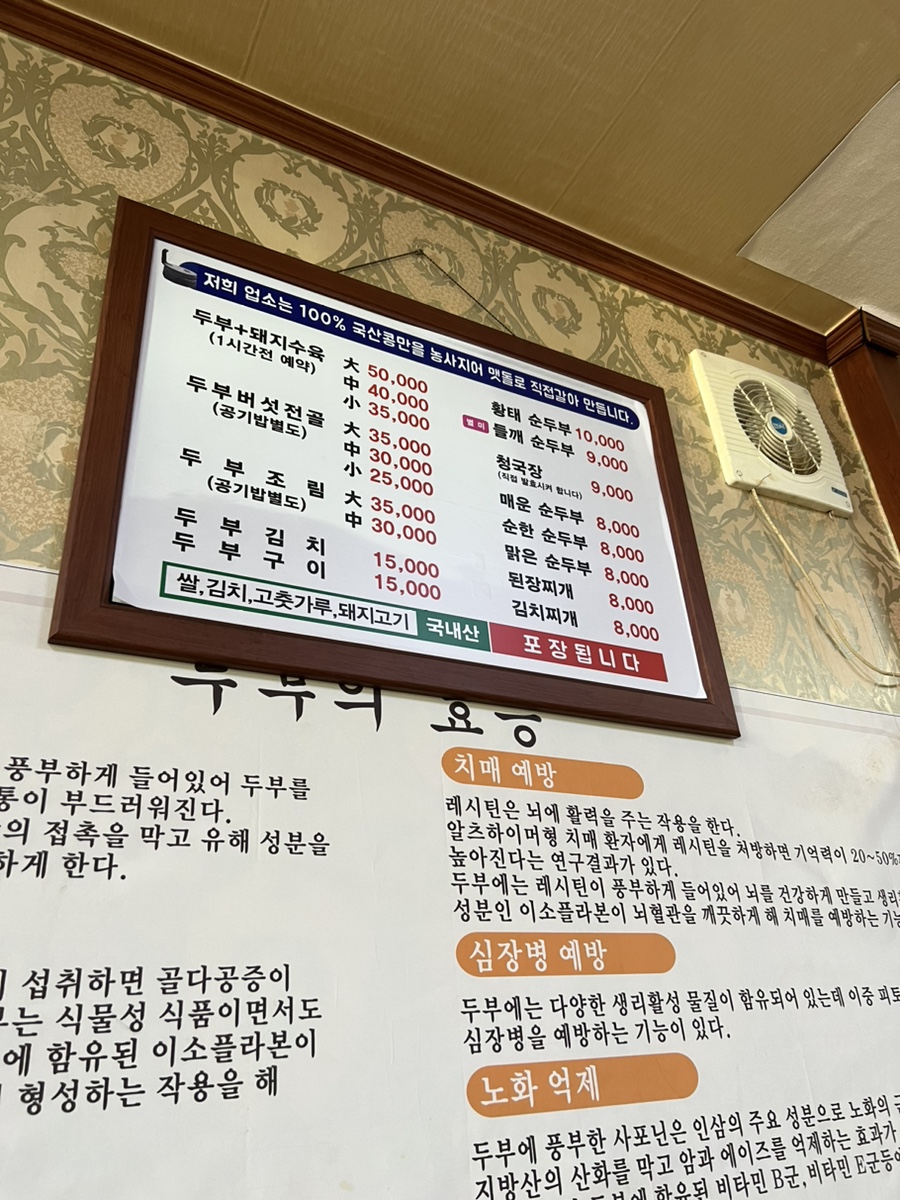 저희 업소는 100% 국산콩만을 농사지어 맷돌로 직접갈아 만듭니다.
두부+돼지수육
(1시간전 예약)
大 50,000
中 40,000
小 35,000
두부버섯전골
(공기밥별도)
大 35,000
中 30,000
小 25,000
두부조림
(공기밥별도)
大 35,000
中 30,000
두부김치 15,000
두부구이 15,000
황태 순두부 10,000
별미 들깨 순두부 9,000
청국장 9,000
(직접 발효시켜 합니다)
매운 순두부 8,000
순한 순두부 8,000
맑은 순두부 8,000
된장찌개 8,000
김치찌개 8,000
쌀,김치,고춧가루,돼지고기 국내산
포장됩니다
두부의 효능
풍부하게 들어있어 두부를
통이 부드러워진다.
의 접촉을 막고 유해 성분을
하게 한다.
섭취하면 골다공증이
는 식물성 식품이면서도
에 함유된 이소플라본이
형성하는 작용을 해
치매 예방
레시틴은 뇌에 활력을 주는 작용을 한다.
알츠하이머형 치매 환자에게 레시틴을 처방하면 기억력이 20~50%
높아진다는 연구결과가 있다.
두부에는 레시틴이 풍부하게 들어있어 뇌를 건강하게 만들고
성분인 이소플라본이 뇌혈관을 깨끗하게 해 치매를 예방하는
심장병 예방
두부에는 다양한 생리활성 물질이 함유되어 있는데 이중
심장병을 예방하는 기능이 있다.
노화 억제
두부에 풍부한 사포닌은 인삼의 주요 성분으로 노화의
지방산의 산화를 막고 암과 에이즈를 억제하는 효과가
함유된 비타민 B군, 비타민 E군등